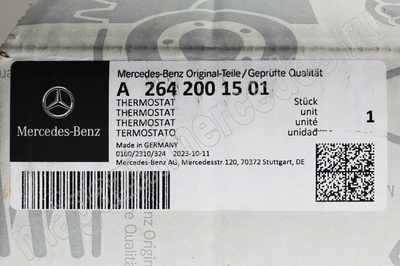 Mercedes-Benz Original-Teile/Geprüfte Qualität
A 264 200 15 01
THERMOSTAT Stück
THERMOSTAT unit
THERMOSTAT unité 1
TERMOSTATO unidad
Made in GERMANY
0100/2310/324 2023-10-11
Mercedes-Benz AG, Mercedesstr.120, 70372 Stuttgart, DE
Mercedes-Benz